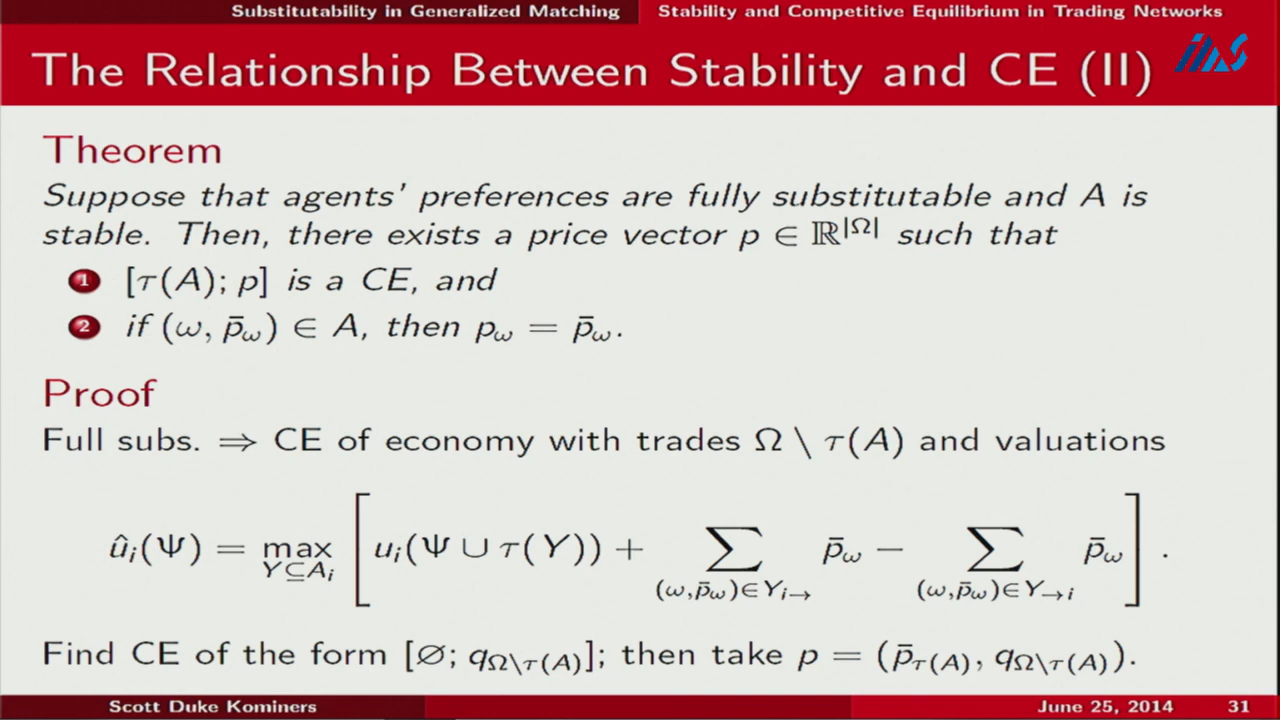 Substitutability in Generalized Matching Stability and Competitive Equilibrium in Trading Networks
The Relationship Between Stability and CE (II)
ims
Theorem
Suppose that agents' preferences are fully substitutable and A is
stable. Then, there exists a price vector p ∈ ℝ^|Ω| such that
1 [τ(A); p] is a CE, and
2 if (ω, p̄_ω) ∈ A, then p_ω = p̄_ω.
Proof
Full subs. ⇒ CE of economy with trades Ω \ τ(A) and valuations
û_i(Ψ) = max_{Y⊆A_i} [ u_i(Ψ ∪ τ(Y)) + ∑_{(ω,p̄_ω)∈Y_{i→}} p̄_ω − ∑_{(ω,p̄_ω)∈Y_{→i}} p̄_ω ] .
Find CE of the form [∅; q_{Ω\τ(A)}]; then take p = (p̄_{τ(A)}, q_{Ω\τ(A)}).
Scott Duke Kominers June 25, 2014 31